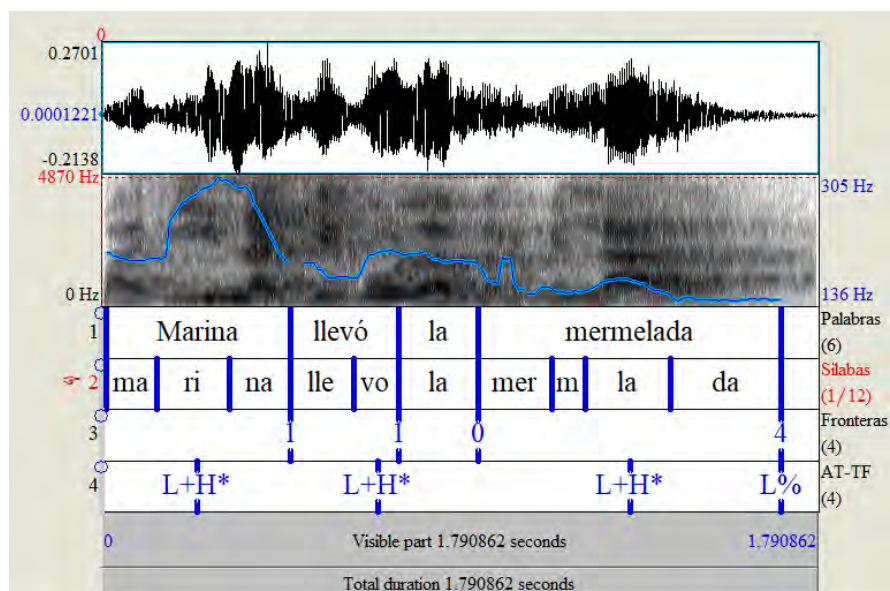 0
0.2701
0.0001221
-0.2138
4870 Hz 305 Hz
0 Hz 136 Hz
1 Marina llevó la mermelada Palabras (6)
2 ma ri na lle vo la mer m la da Silabas (1/12)
3 1 1 0 4 Fronteras (4)
4 L+H* L+H* L+H* L% AT-TF (4)
0 Visible part 1.790862 seconds 1.790862
Total duration 1.790862 seconds